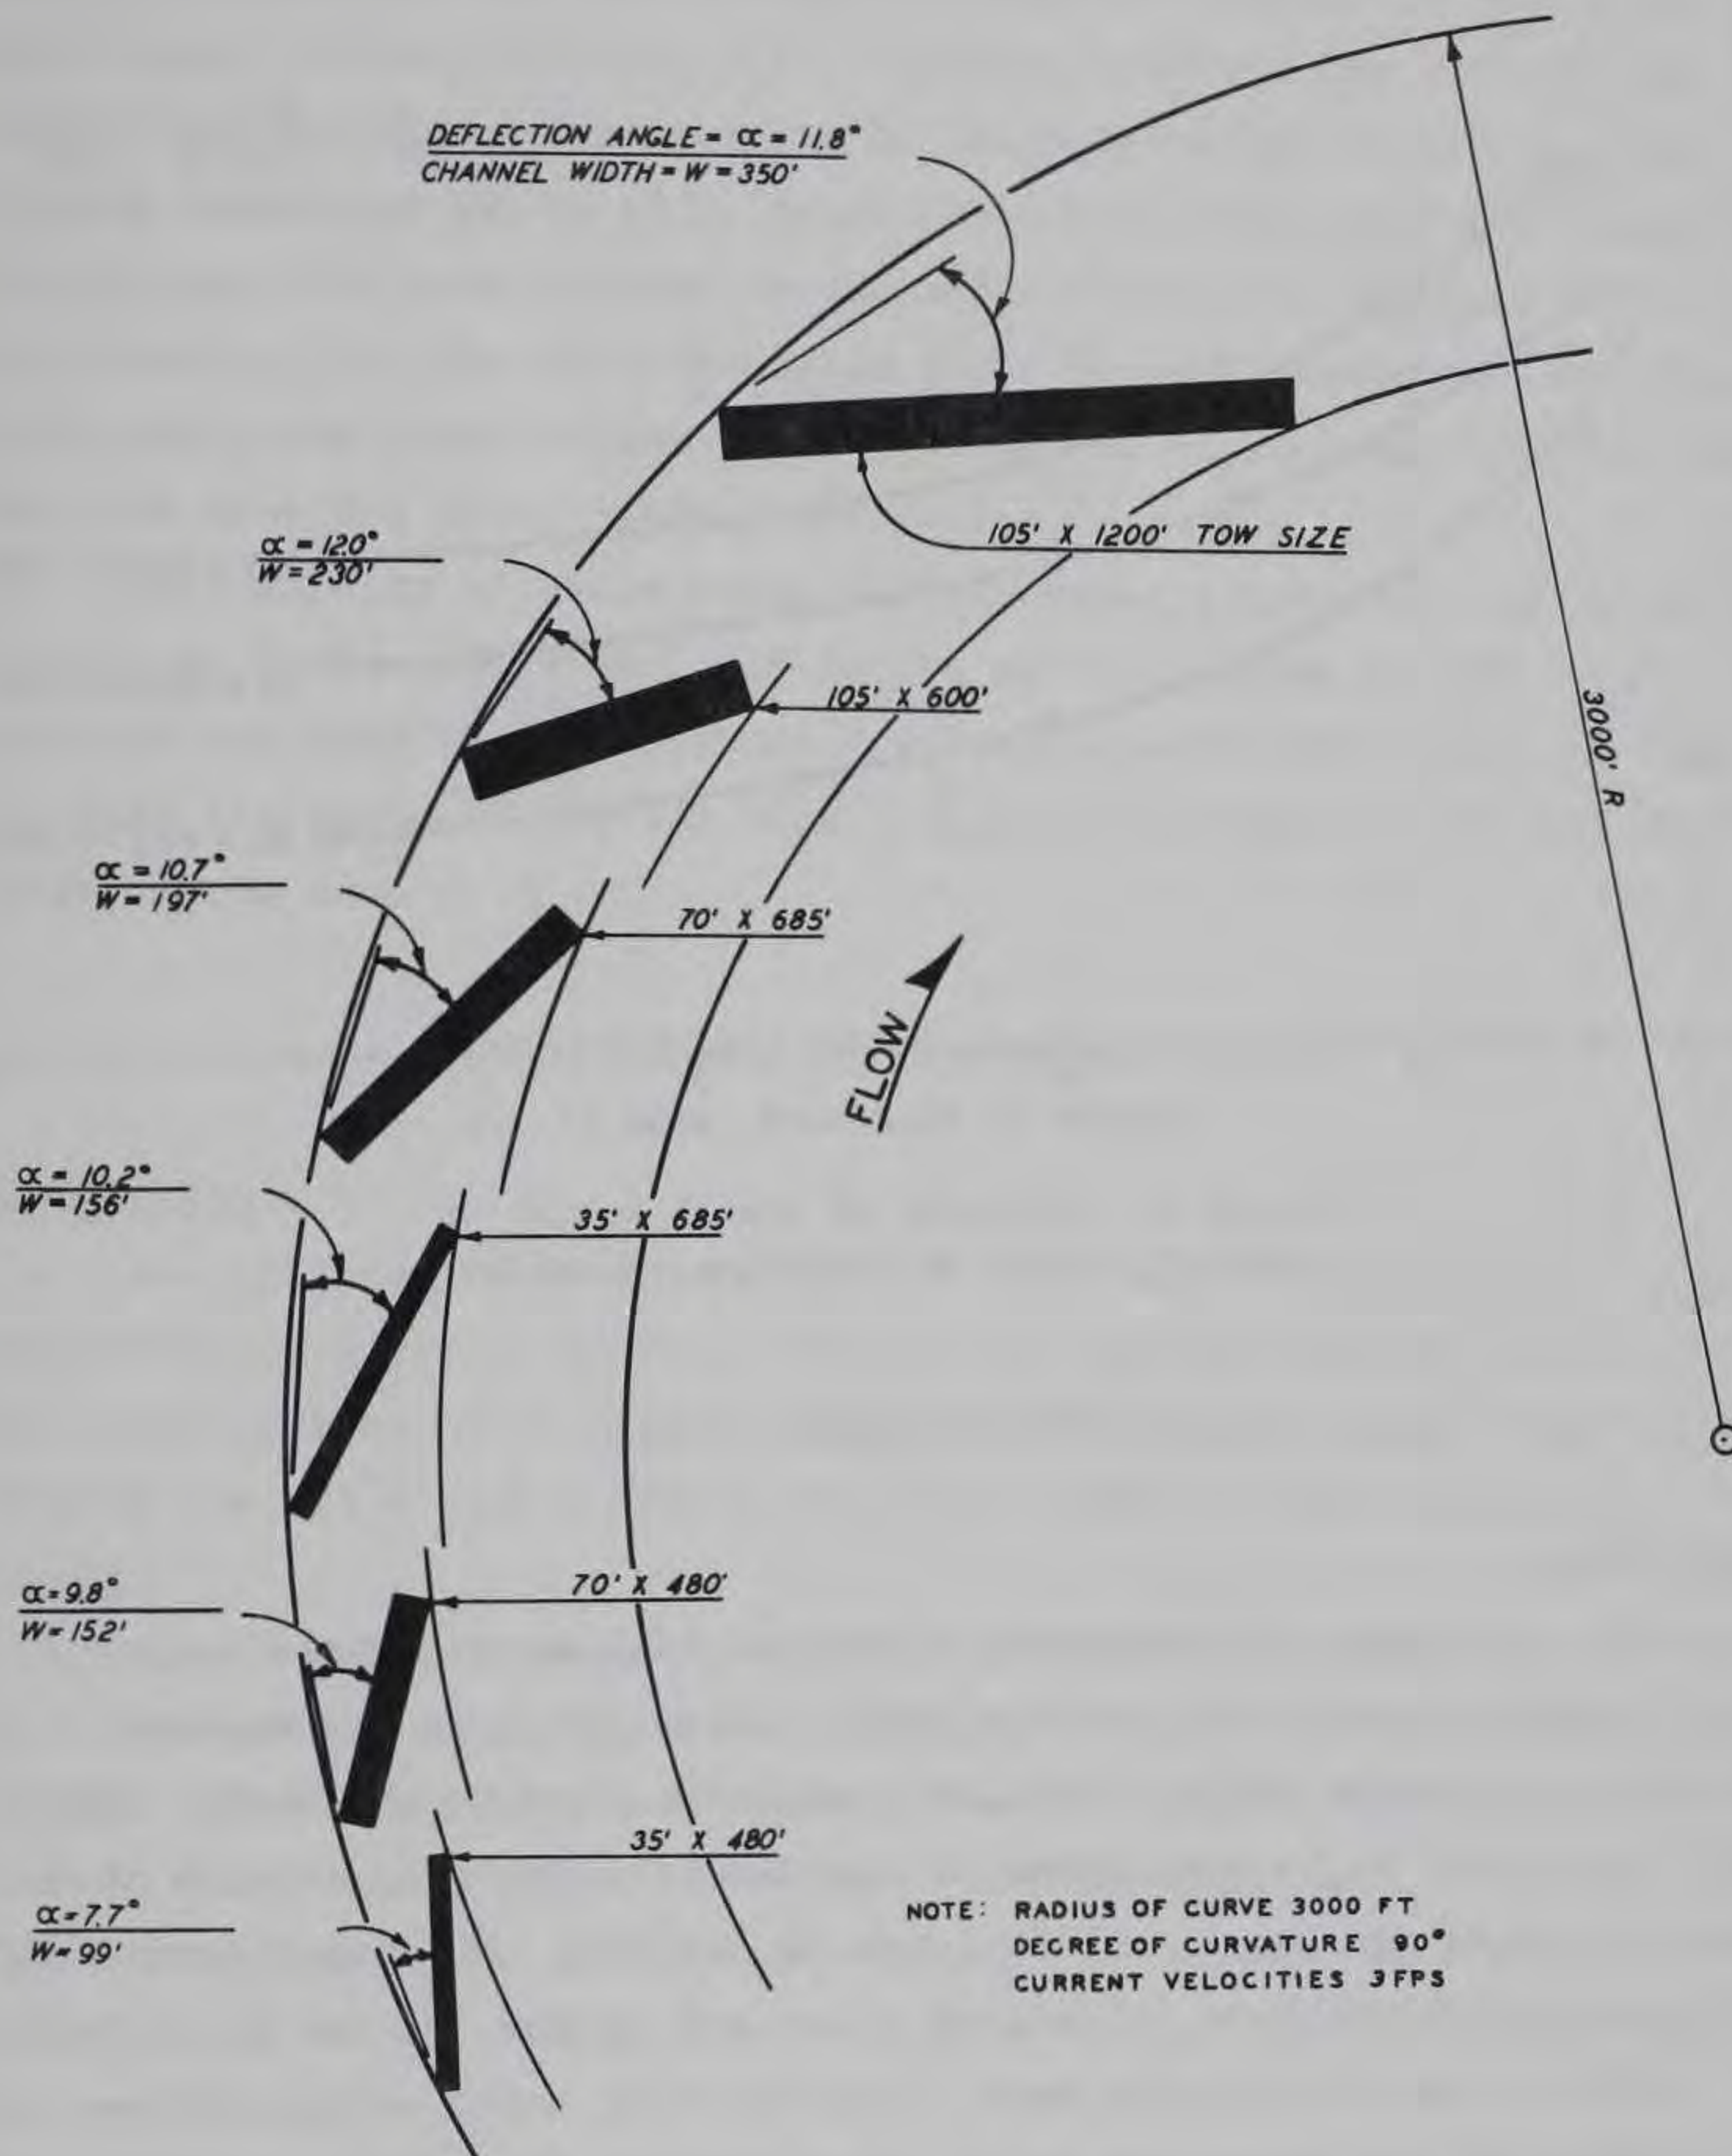 DEFLECTION ANGLE = α = 11.8°
CHANNEL WIDTH = W = 350'
105' X 1200' TOW SIZE
α = 12.0°
W = 230'
105' X 600'
3000' R
α = 10.7°
W = 197'
70' X 685'
FLOW
α = 10.2°
W = 156'
35' X 685'
α = 9.8°
W = 152'
70' X 480'
35' X 480'
α = 7.7°
W = 99'
NOTE: RADIUS OF CURVE 3000 FT
DEGREE OF CURVATURE 90°
CURRENT VELOCITIES 3 FPS